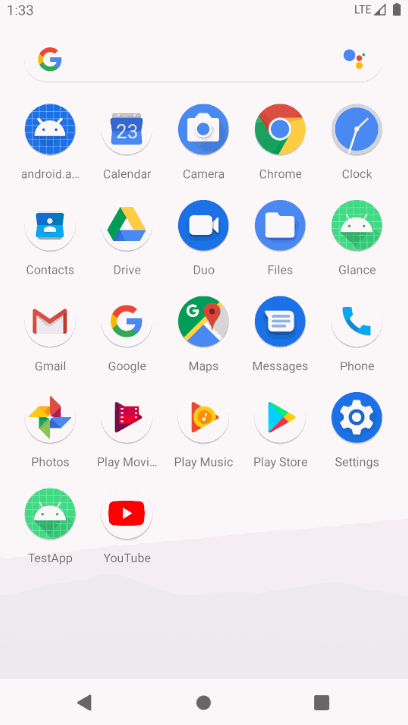 1:33
LTE
android.a...
Calendar
Camera
Chrome
Clock
23
Contacts
Drive
Duo
Files
Glance
Gmail
Google
Maps
Messages
Phone
Photos
Play Movi...
Play Music
Play Store
Settings
TestApp
YouTube